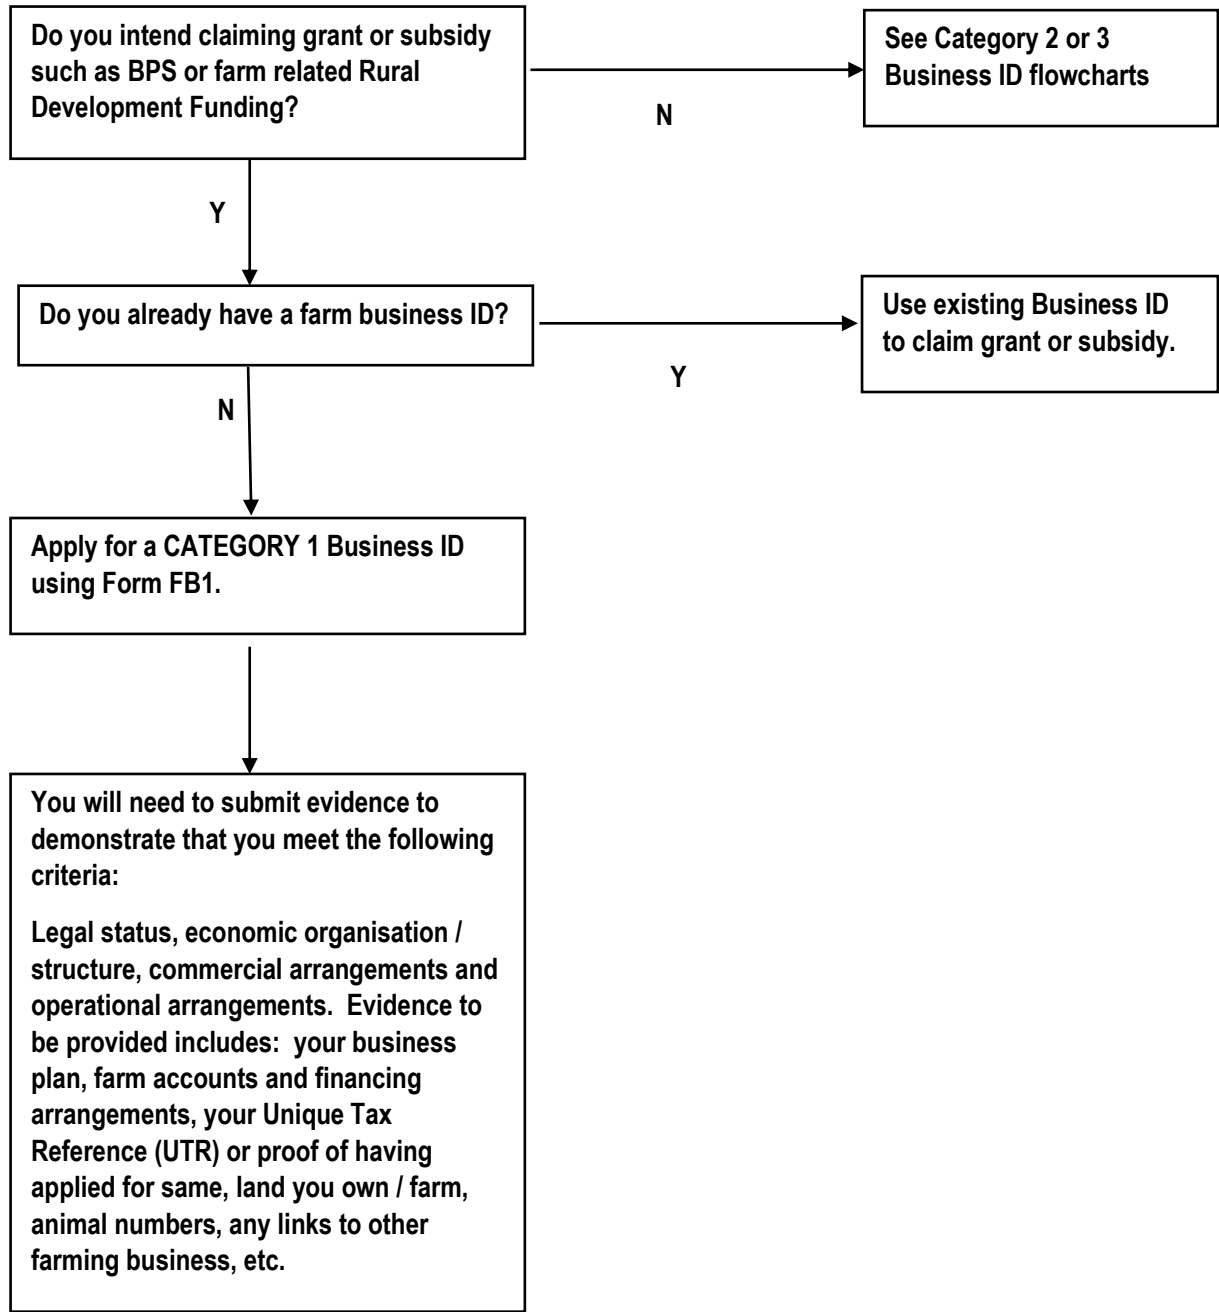 Do you intend claiming grant or subsidy
such as BPS or farm related Rural
Development Funding?
See Category 2 or 3
Business ID flowcharts
N
Y
Do you already have a farm business ID?
Use existing Business ID
to claim grant or subsidy.
Y
N
Apply for a CATEGORY 1 Business ID
using Form FB1.
You will need to submit evidence to
demonstrate that you meet the following
criteria:
Legal status, economic organisation /
structure, commercial arrangements and
operational arrangements.  Evidence to
be provided includes:  your business
plan, farm accounts and financing
arrangements, your Unique Tax
Reference (UTR) or proof of having
applied for same, land you own / farm,
animal numbers, any links to other
farming business, etc.